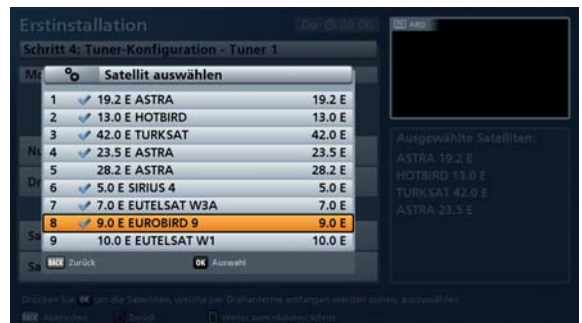 Erstinstallation
Do. 00:00
ARD
Schritt 4: Tuner-Konfiguration - Tuner 1
Satellit auswählen
1 19.2 E ASTRA 19.2 E
2 13.0 E HOTBIRD 13.0 E
3 42.0 E TURKSAT 42.0 E
4 23.5 E ASTRA 23.5 E
5 28.2 E ASTRA 28.2 E
6 5.0 E SIRIUS 4 5.0 E
7 7.0 E EUTELSAT W3A 7.0 E
8 9.0 E EUROBIRD 9 9.0 E
9 10.0 E EUTELSAT W1 10.0 E
BACK Zurück OK Auswahl
Ausgewählte Satelliten:
ASTRA 19.2 E
HOTBIRD 13.0 E
TURKSAT 42.0 E
ASTRA 23.5 E
Drücken Sie OK um die Satelliten, welche per Drehantenne emfangen werden sollen, auszuwählen
BACK Abbrechen Zurück Weiter zum nächsten Schritt